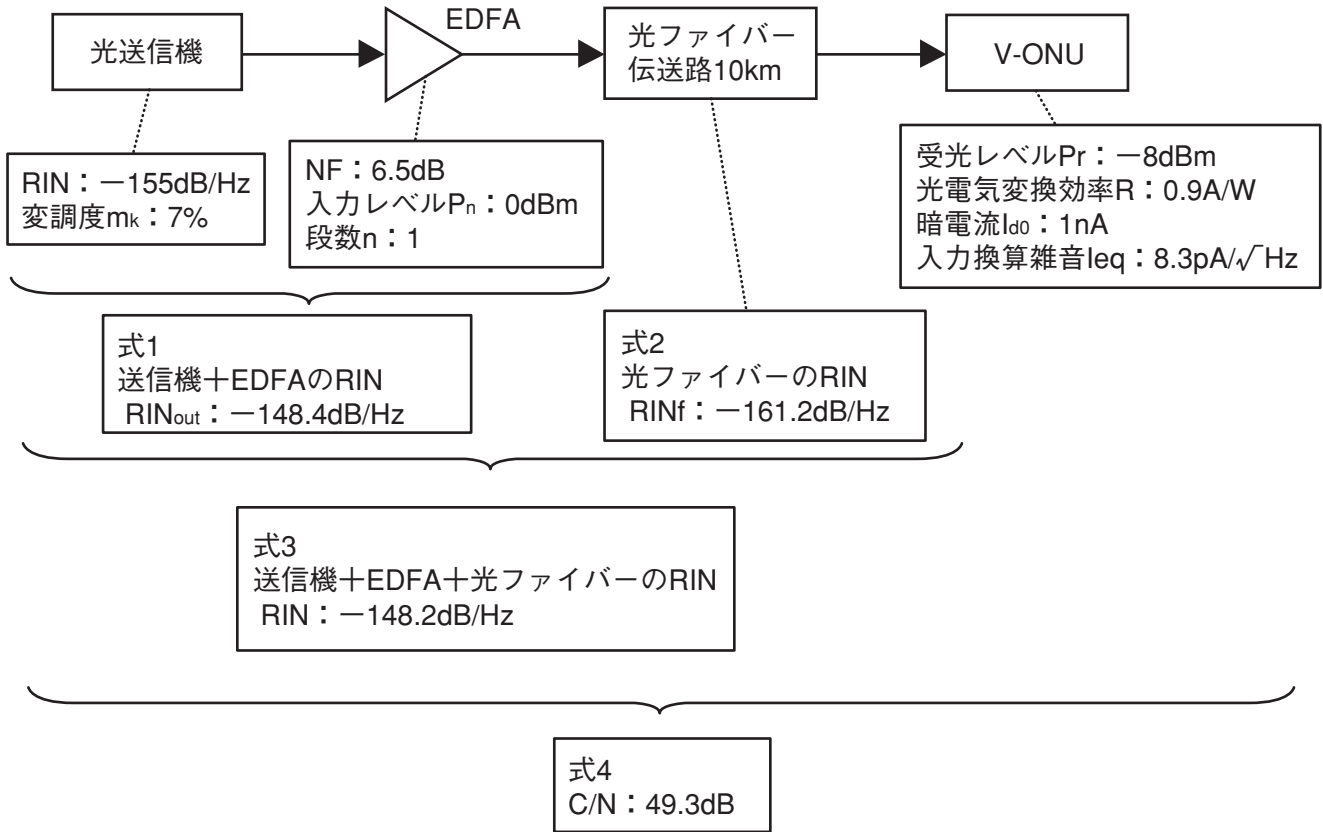 光送信機
EDFA
光ファイバー
伝送路10km
V-ONU
RIN：－155dB/Hz
変調度mk：7%
NF：6.5dB
入力レベルPn：0dBm
段数n：1
受光レベルPr：－8dBm
光電気変換効率R：0.9A/W
暗電流Id0：1nA
入力換算雑音Ieq：8.3pA/√Hz
式1
送信機＋EDFAのRIN
RINout：－148.4dB/Hz
式2
光ファイバーのRIN
RINf：－161.2dB/Hz
式3
送信機＋EDFA＋光ファイバーのRIN
RIN：－148.2dB/Hz
式4
C/N：49.3dB